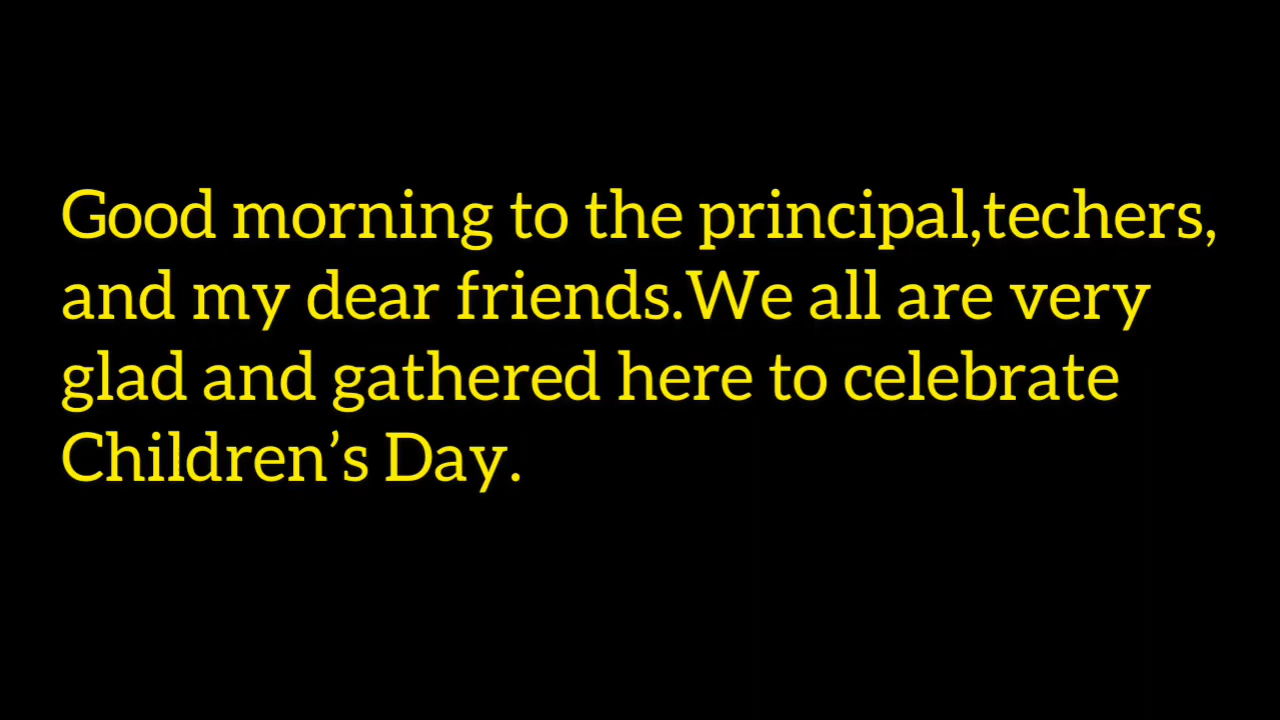 Good morning to the principal,techers,
and my dear friends.We all are very
glad and gathered here to celebrate
Children’s Day.